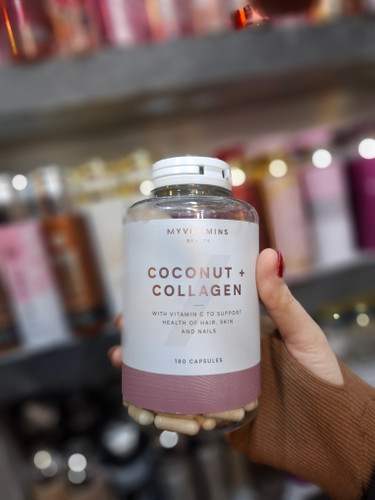 MYVITAMINS
BEAUTY
COCONUT +
COLLAGEN
WITH VITAMIN C TO SUPPORT
HEALTH OF HAIR, SKIN
AND NAILS
180 CAPSULES